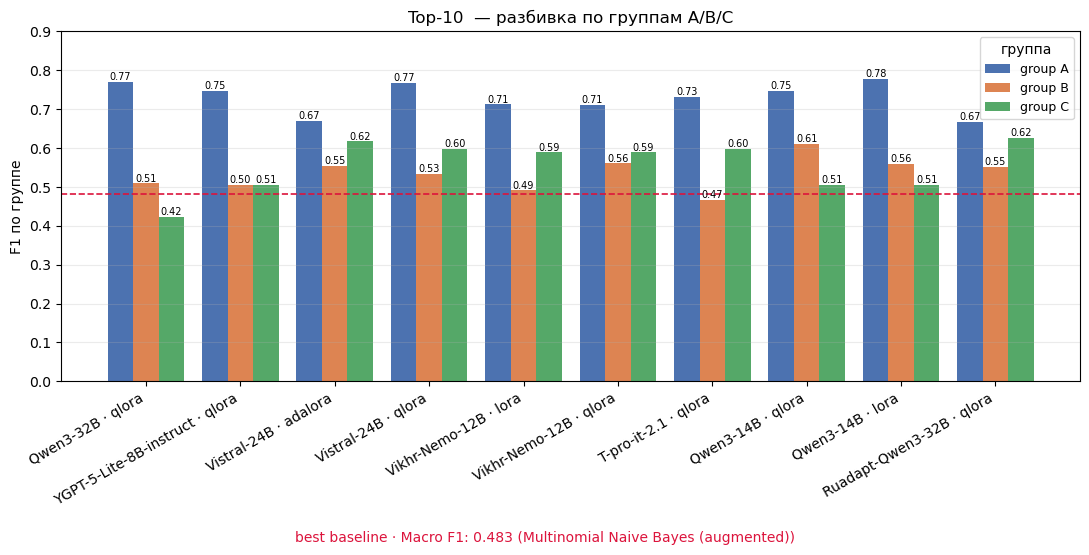 Top-10 — разбивка по группам A/B/C
F1 по группе
0.9
0.8
0.7
0.6
0.5
0.4
0.3
0.2
0.1
0.0
группа
group A
group B
group C
0.77 0.51 0.42
0.75 0.50 0.51
0.67 0.55 0.62
0.77 0.53 0.60
0.71 0.49 0.59
0.71 0.56 0.59
0.73 0.47 0.60
0.75 0.61 0.51
0.78 0.56 0.51
0.67 0.55 0.62
Qwen3-32B · qlora
YGPT-5-Lite-8B-instruct · qlora
Vistral-24B · adalora
Vistral-24B · qlora
Vikhr-Nemo-12B · lora
Vikhr-Nemo-12B · qlora
T-pro-it-2.1 · qlora
Qwen3-14B · qlora
Qwen3-14B · lora
Ruadapt-Qwen3-32B · qlora
best baseline · Macro F1: 0.483 (Multinomial Naive Bayes (augmented))